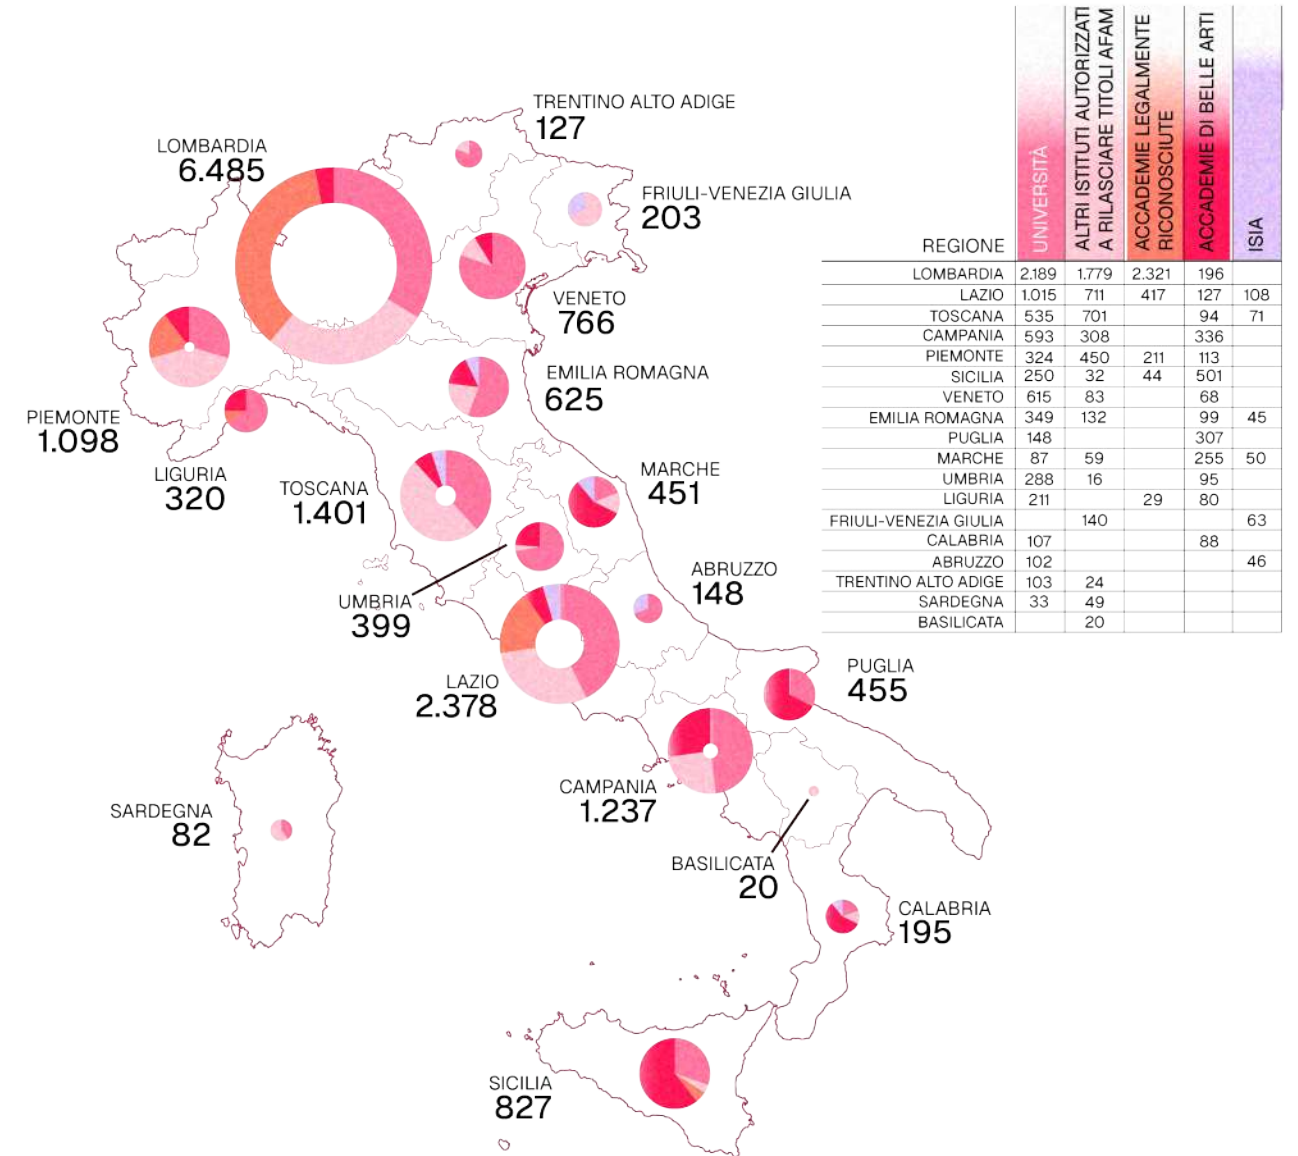 TRENTINO ALTO ADIGE
127
LOMBARDIA
6.485
FRIULI-VENEZIA GIULIA
203
VENETO
766
EMILIA ROMAGNA
625
PIEMONTE
1.098
LIGURIA
320
TOSCANA
1.401
MARCHE
451
UMBRIA
399
ABRUZZO
148
LAZIO
2.378
PUGLIA
455
CAMPANIA
1.237
SARDEGNA
82
BASILICATA
20
CALABRIA
195
SICILIA
827
REGIONE
UNIVERSITÀ
ALTRI ISTITUTI AUTORIZZATI
A RILASCIARE TITOLI AFAM
ACCADEMIE LEGALMENTE
RICONOSCIUTE
ACCADEMIE DI BELLE ARTI
ISIA
LOMBARDIA 2.189 1.779 2.321 196
LAZIO 1.015 711 417 127 108
TOSCANA 535 701 94 71
CAMPANIA 593 308 336
PIEMONTE 324 450 211 113
SICILIA 250 32 44 501
VENETO 615 83 68
EMILIA ROMAGNA 349 132 99 45
PUGLIA 148 307
MARCHE 87 59 255 50
UMBRIA 288 16 95
LIGURIA 211 29 80
FRIULI-VENEZIA GIULIA 140 63
CALABRIA 107 88
ABRUZZO 102 46
TRENTINO ALTO ADIGE 103 24
SARDEGNA 33 49
BASILICATA 20